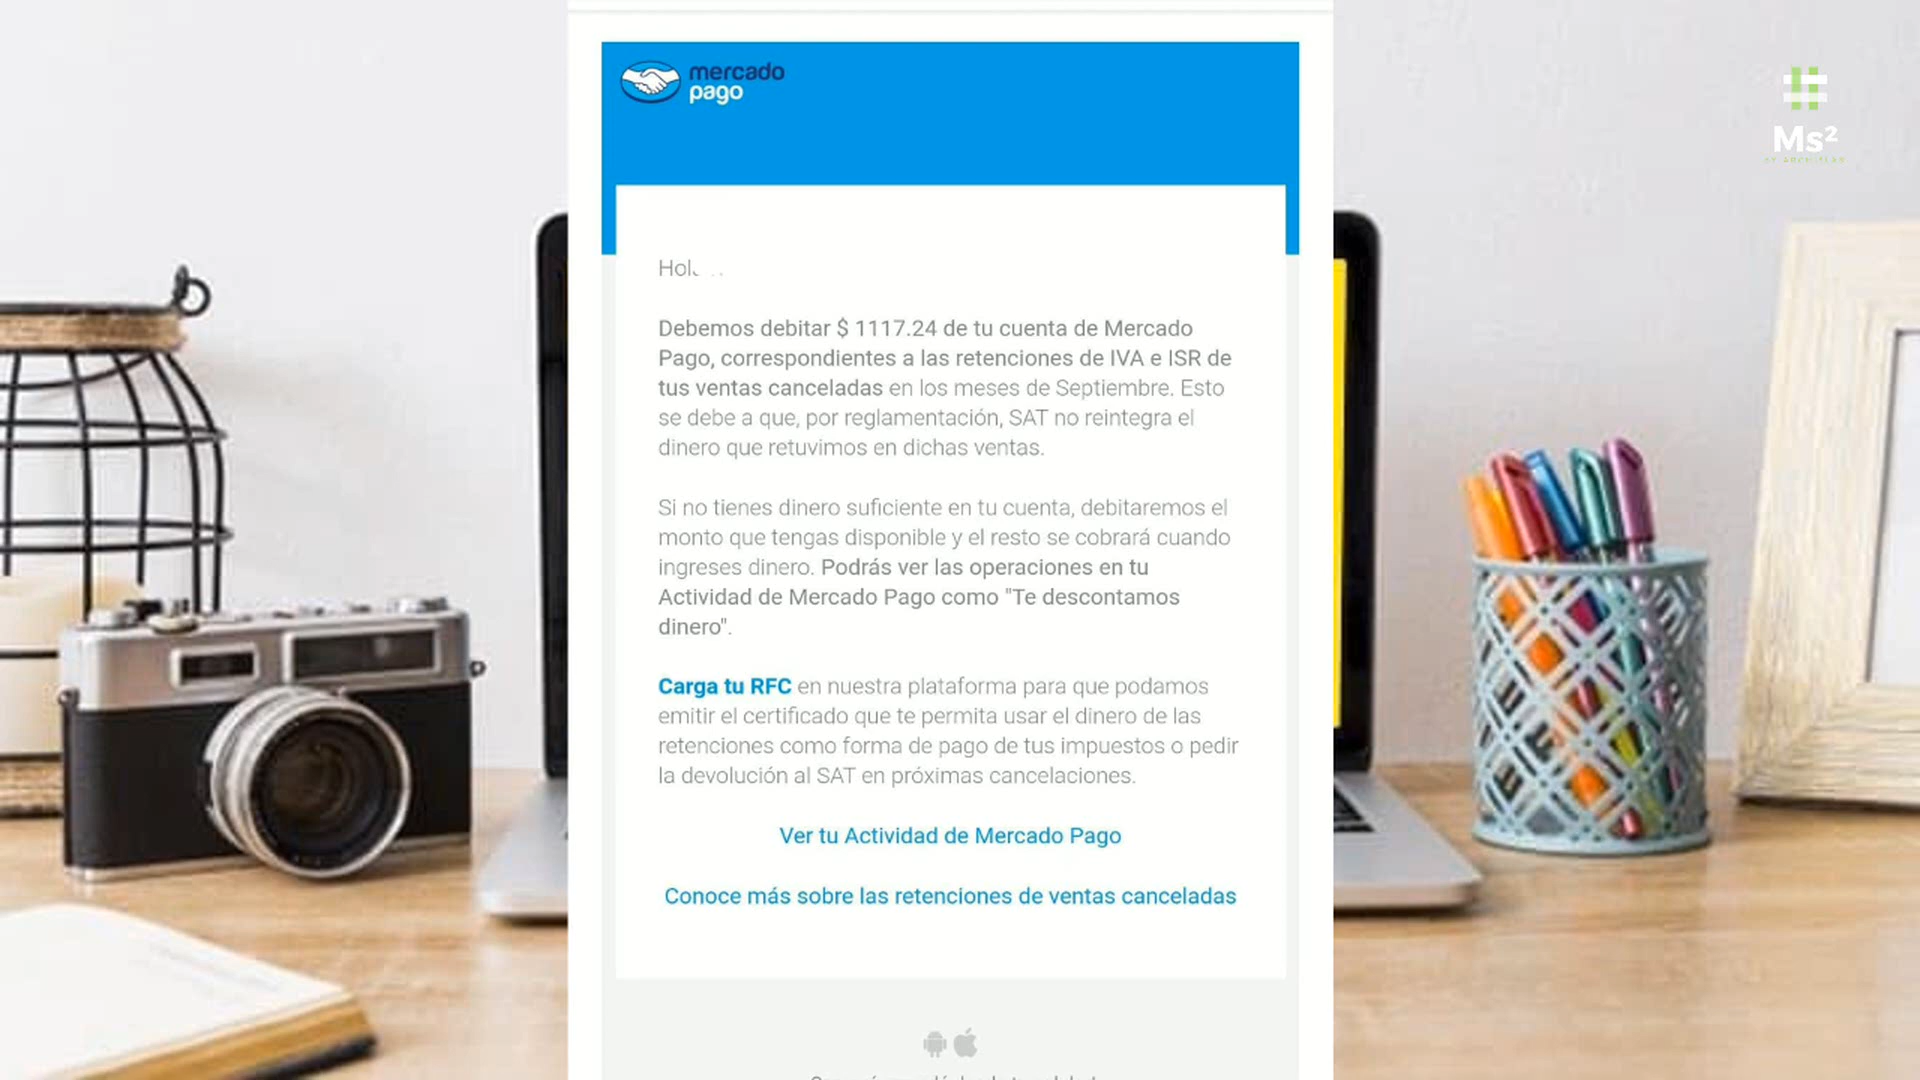 mercado
pago
Ms²
Debemos debitar $ 1117.24 de tu cuenta de Mercado
Pago, correspondientes a las retenciones de IVA e ISR de
tus ventas canceladas en los meses de Septiembre. Esto
se debe a que, por reglamentación, SAT no reintegra el
dinero que retuvimos en dichas ventas.
Si no tienes dinero suficiente en tu cuenta, debitaremos el
monto que tengas disponible y el resto se cobrará cuando
ingreses dinero. Podrás ver las operaciones en tu
Actividad de Mercado Pago como "Te descontamos
dinero".
Carga tu RFC en nuestra plataforma para que podamos
emitir el certificado que te permita usar el dinero de las
retenciones como forma de pago de tus impuestos o pedir
la devolución al SAT en próximas cancelaciones.
Ver tu Actividad de Mercado Pago
Conoce más sobre las retenciones de ventas canceladas